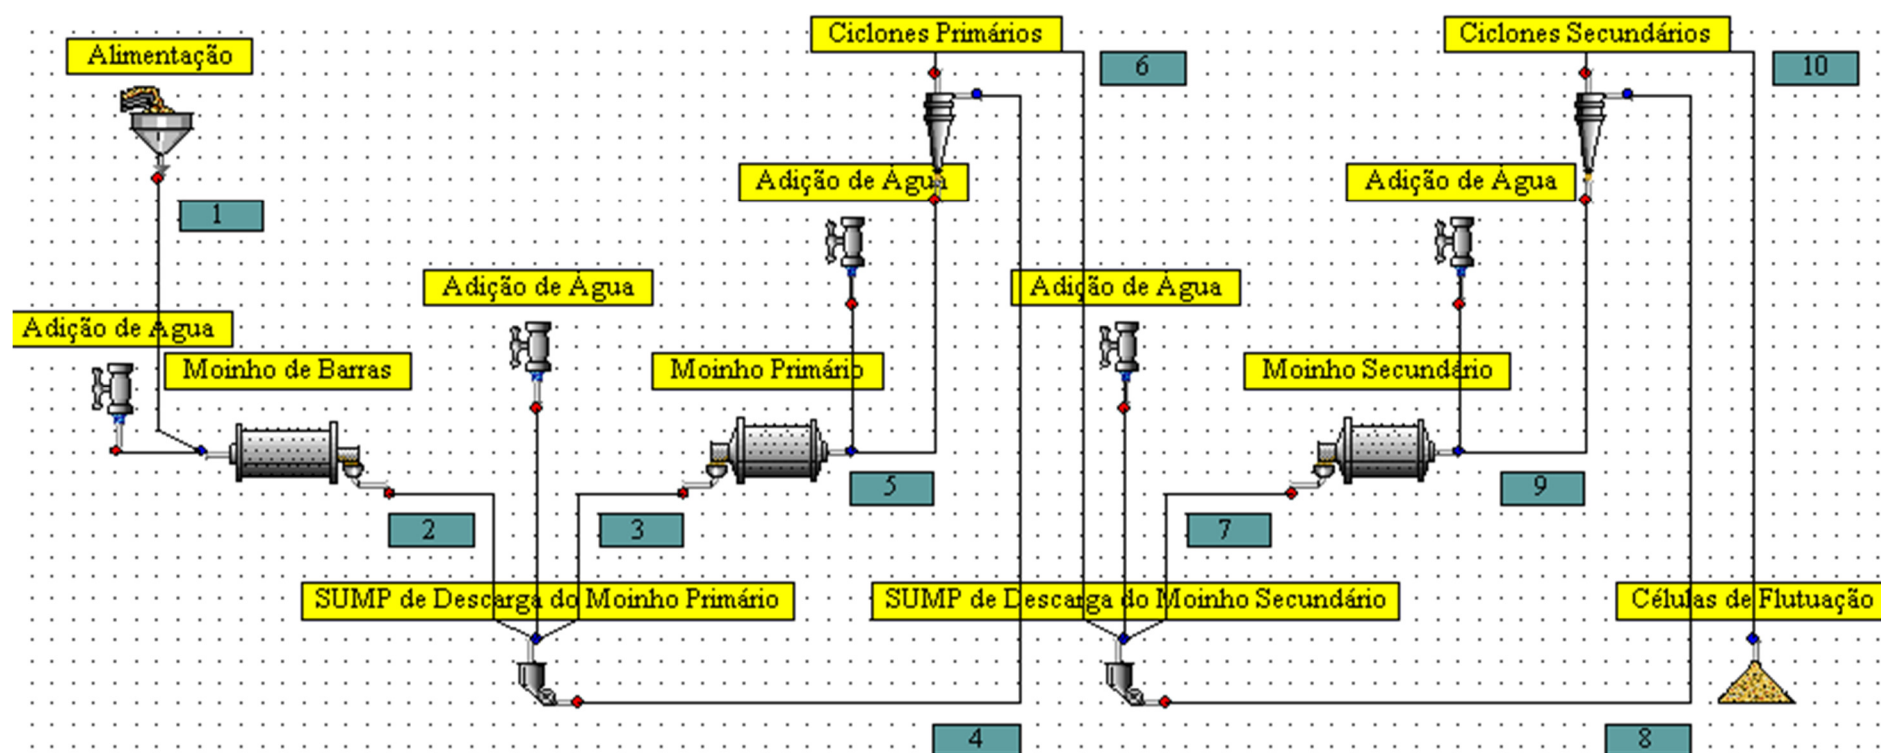 Ciclones Primários
Ciclones Secundários
Alimentação
6
10
Adição de Água
Adição de Água
1
Adição de Água
Adição de Água
Adição de Água
Moinho de Barras
Moinho Primário
Moinho Secundário
5
9
2
3
7
SUMP de Descarga do Moinho Primário
SUMP de Descarga do Moinho Secundário
Células de Flutuação
4
8